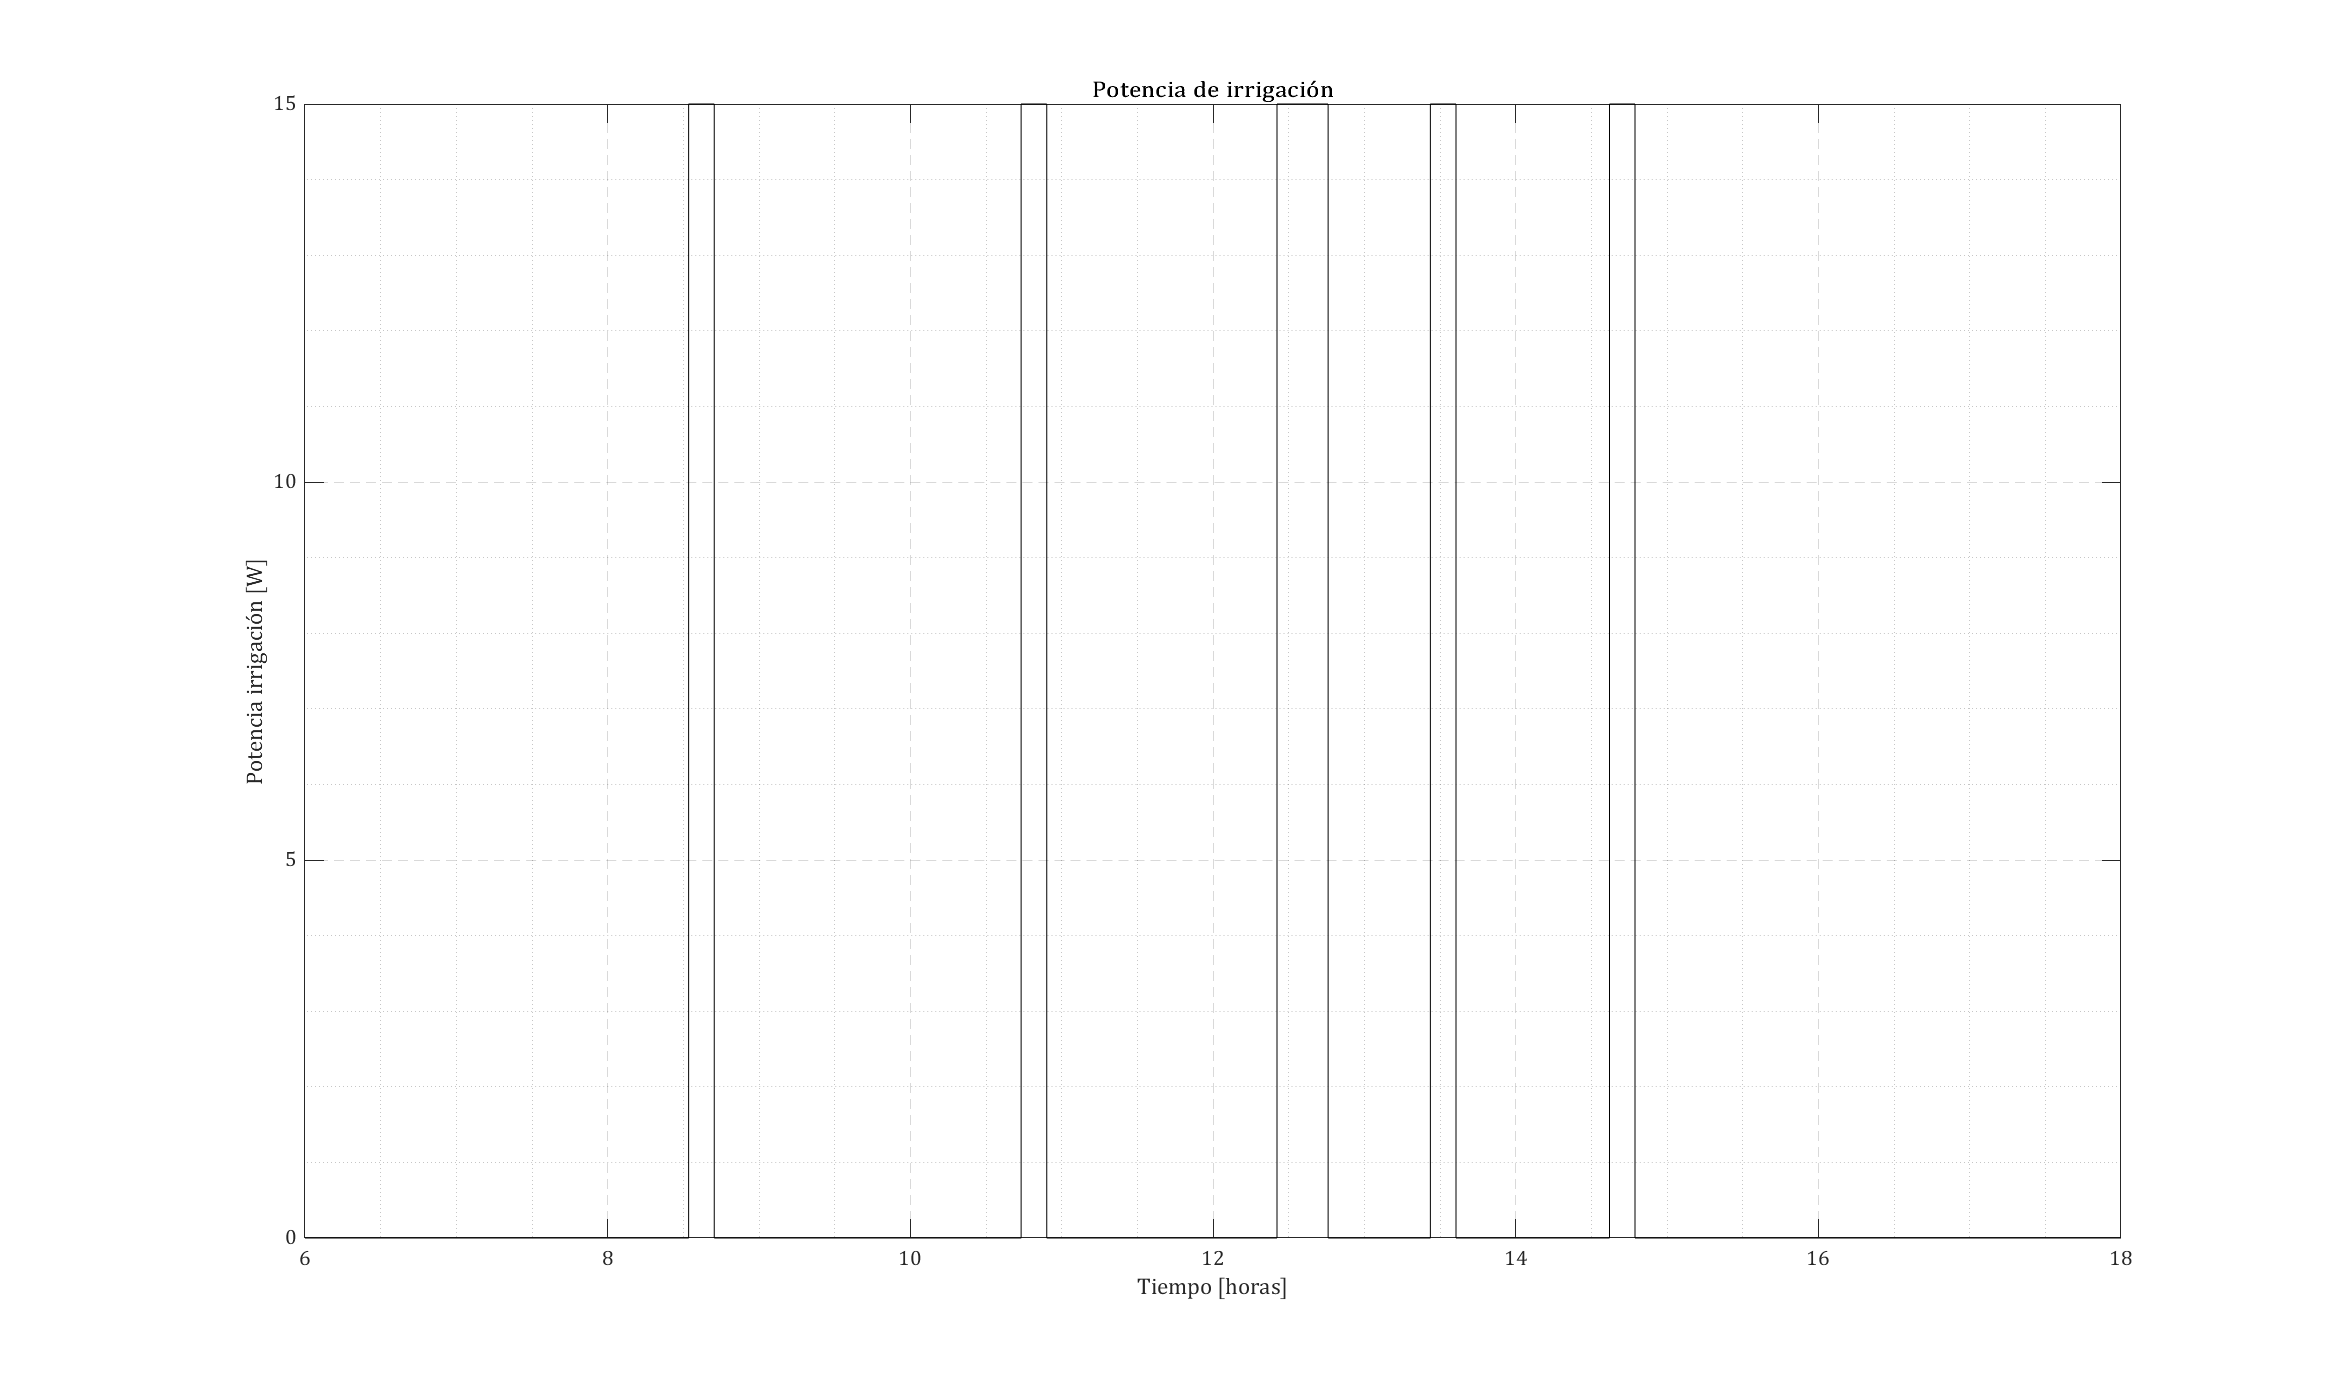 Potencia de irrigación
15
10
5
0
Potencia irrigación [W]
6 8 10 12 14 16 18
Tiempo [horas]